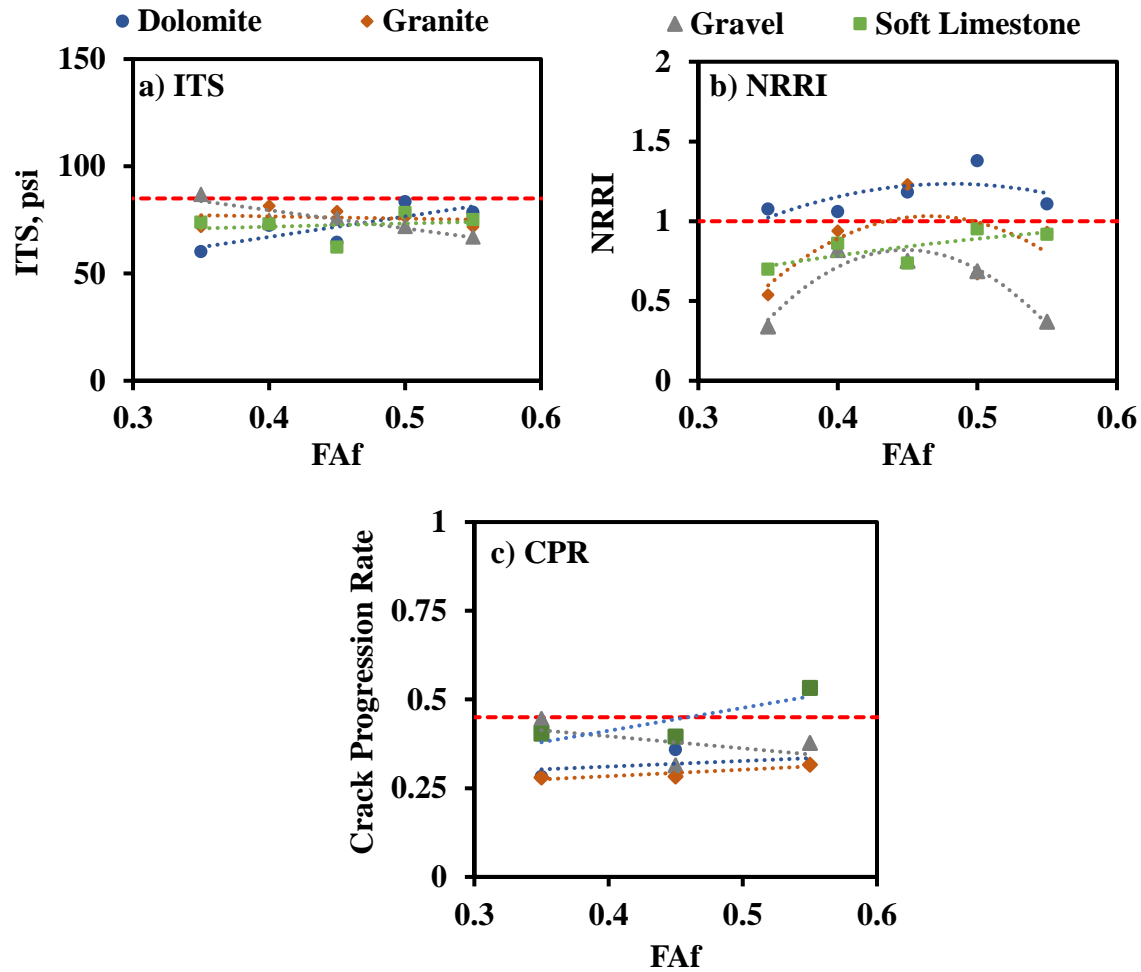 Dolomite Granite Gravel Soft Limestone
a) ITS
ITS, psi
150
100
50
0
0.3 0.4 0.5 0.6
FAf
b) NRRI
NRRI
2
1.5
1
0.5
0
0.3 0.4 0.5 0.6
FAf
c) CPR
Crack Progression Rate
1
0.75
0.5
0.25
0
0.3 0.4 0.5 0.6
FAf